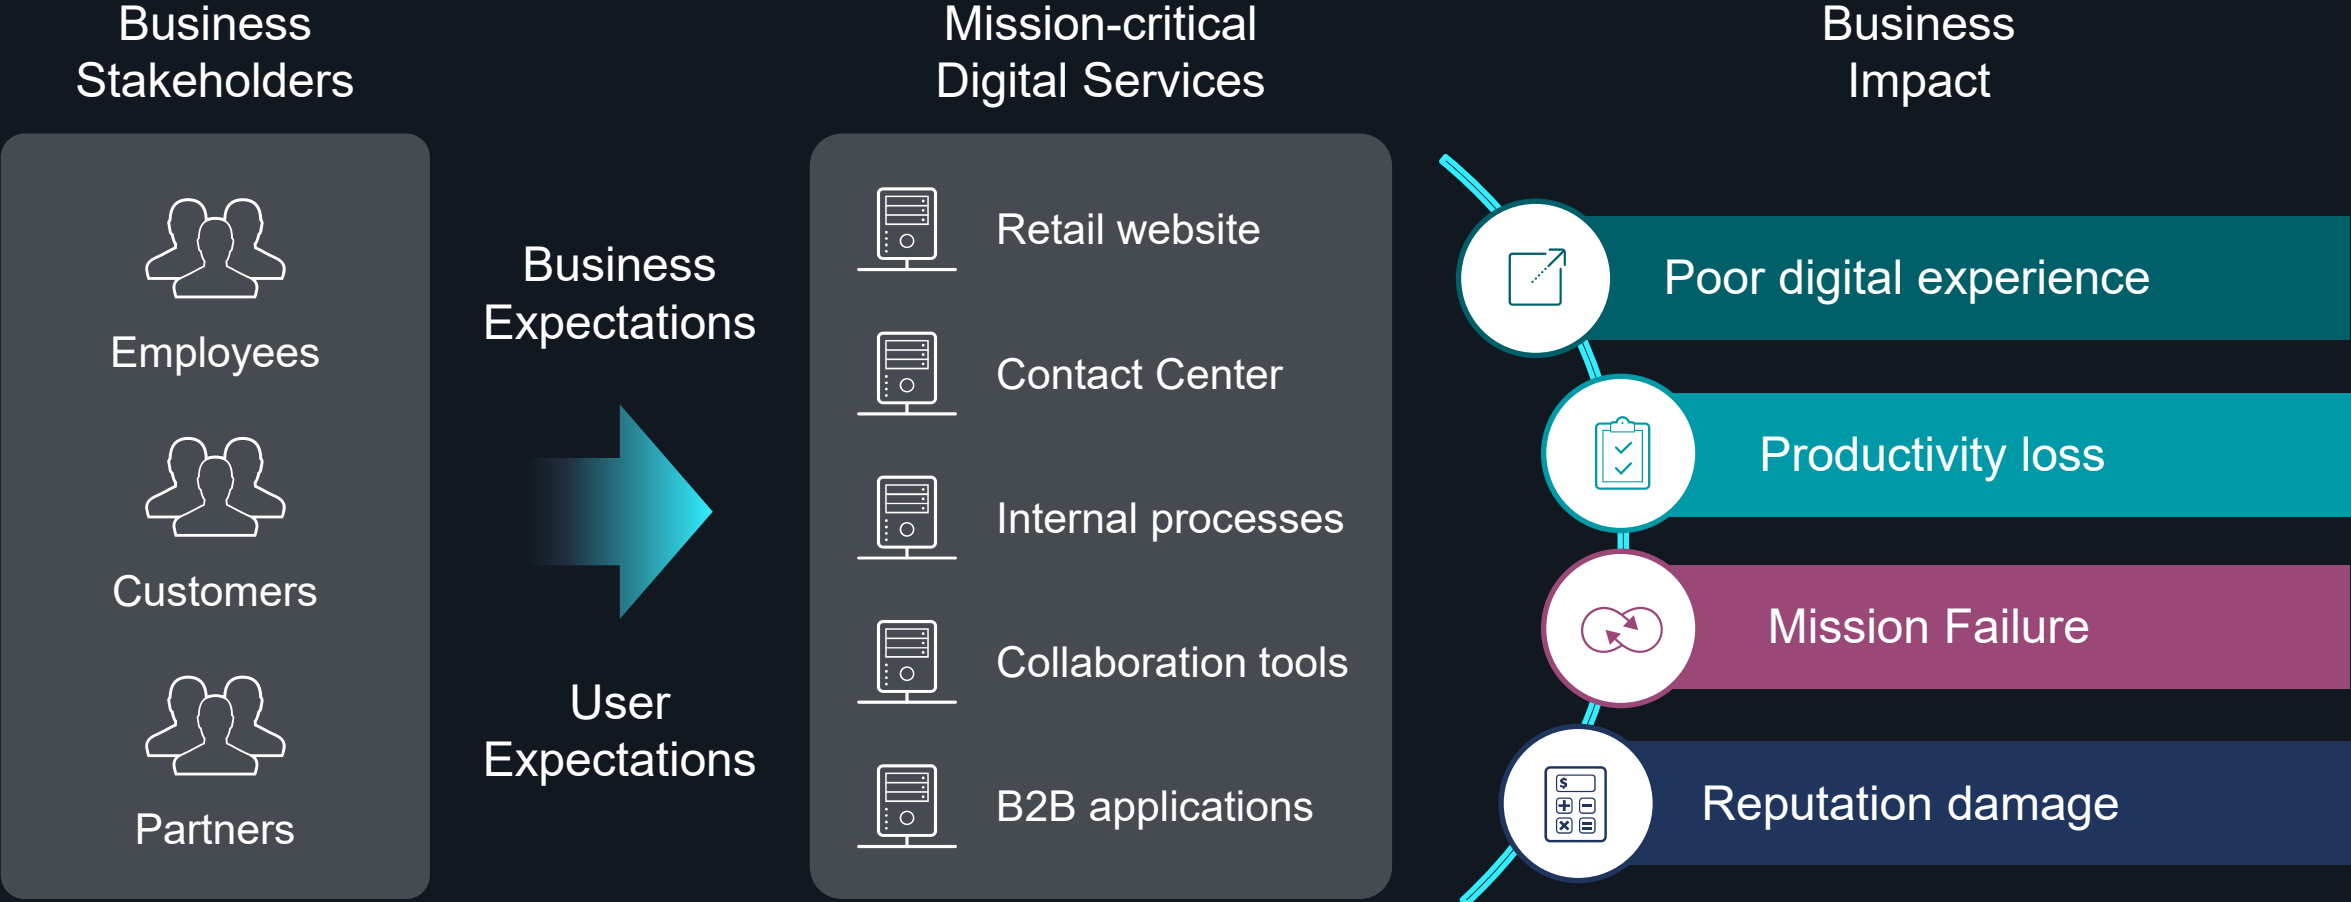 Business
Stakeholders
Employees
Customers
Partners
Business
Expectations
User
Expectations
Mission-critical
Digital Services
Retail website
Contact Center
Internal processes
Collaboration tools
B2B applications
Business
Impact
Poor digital experience
Productivity loss
Mission Failure
$
Reputation damage